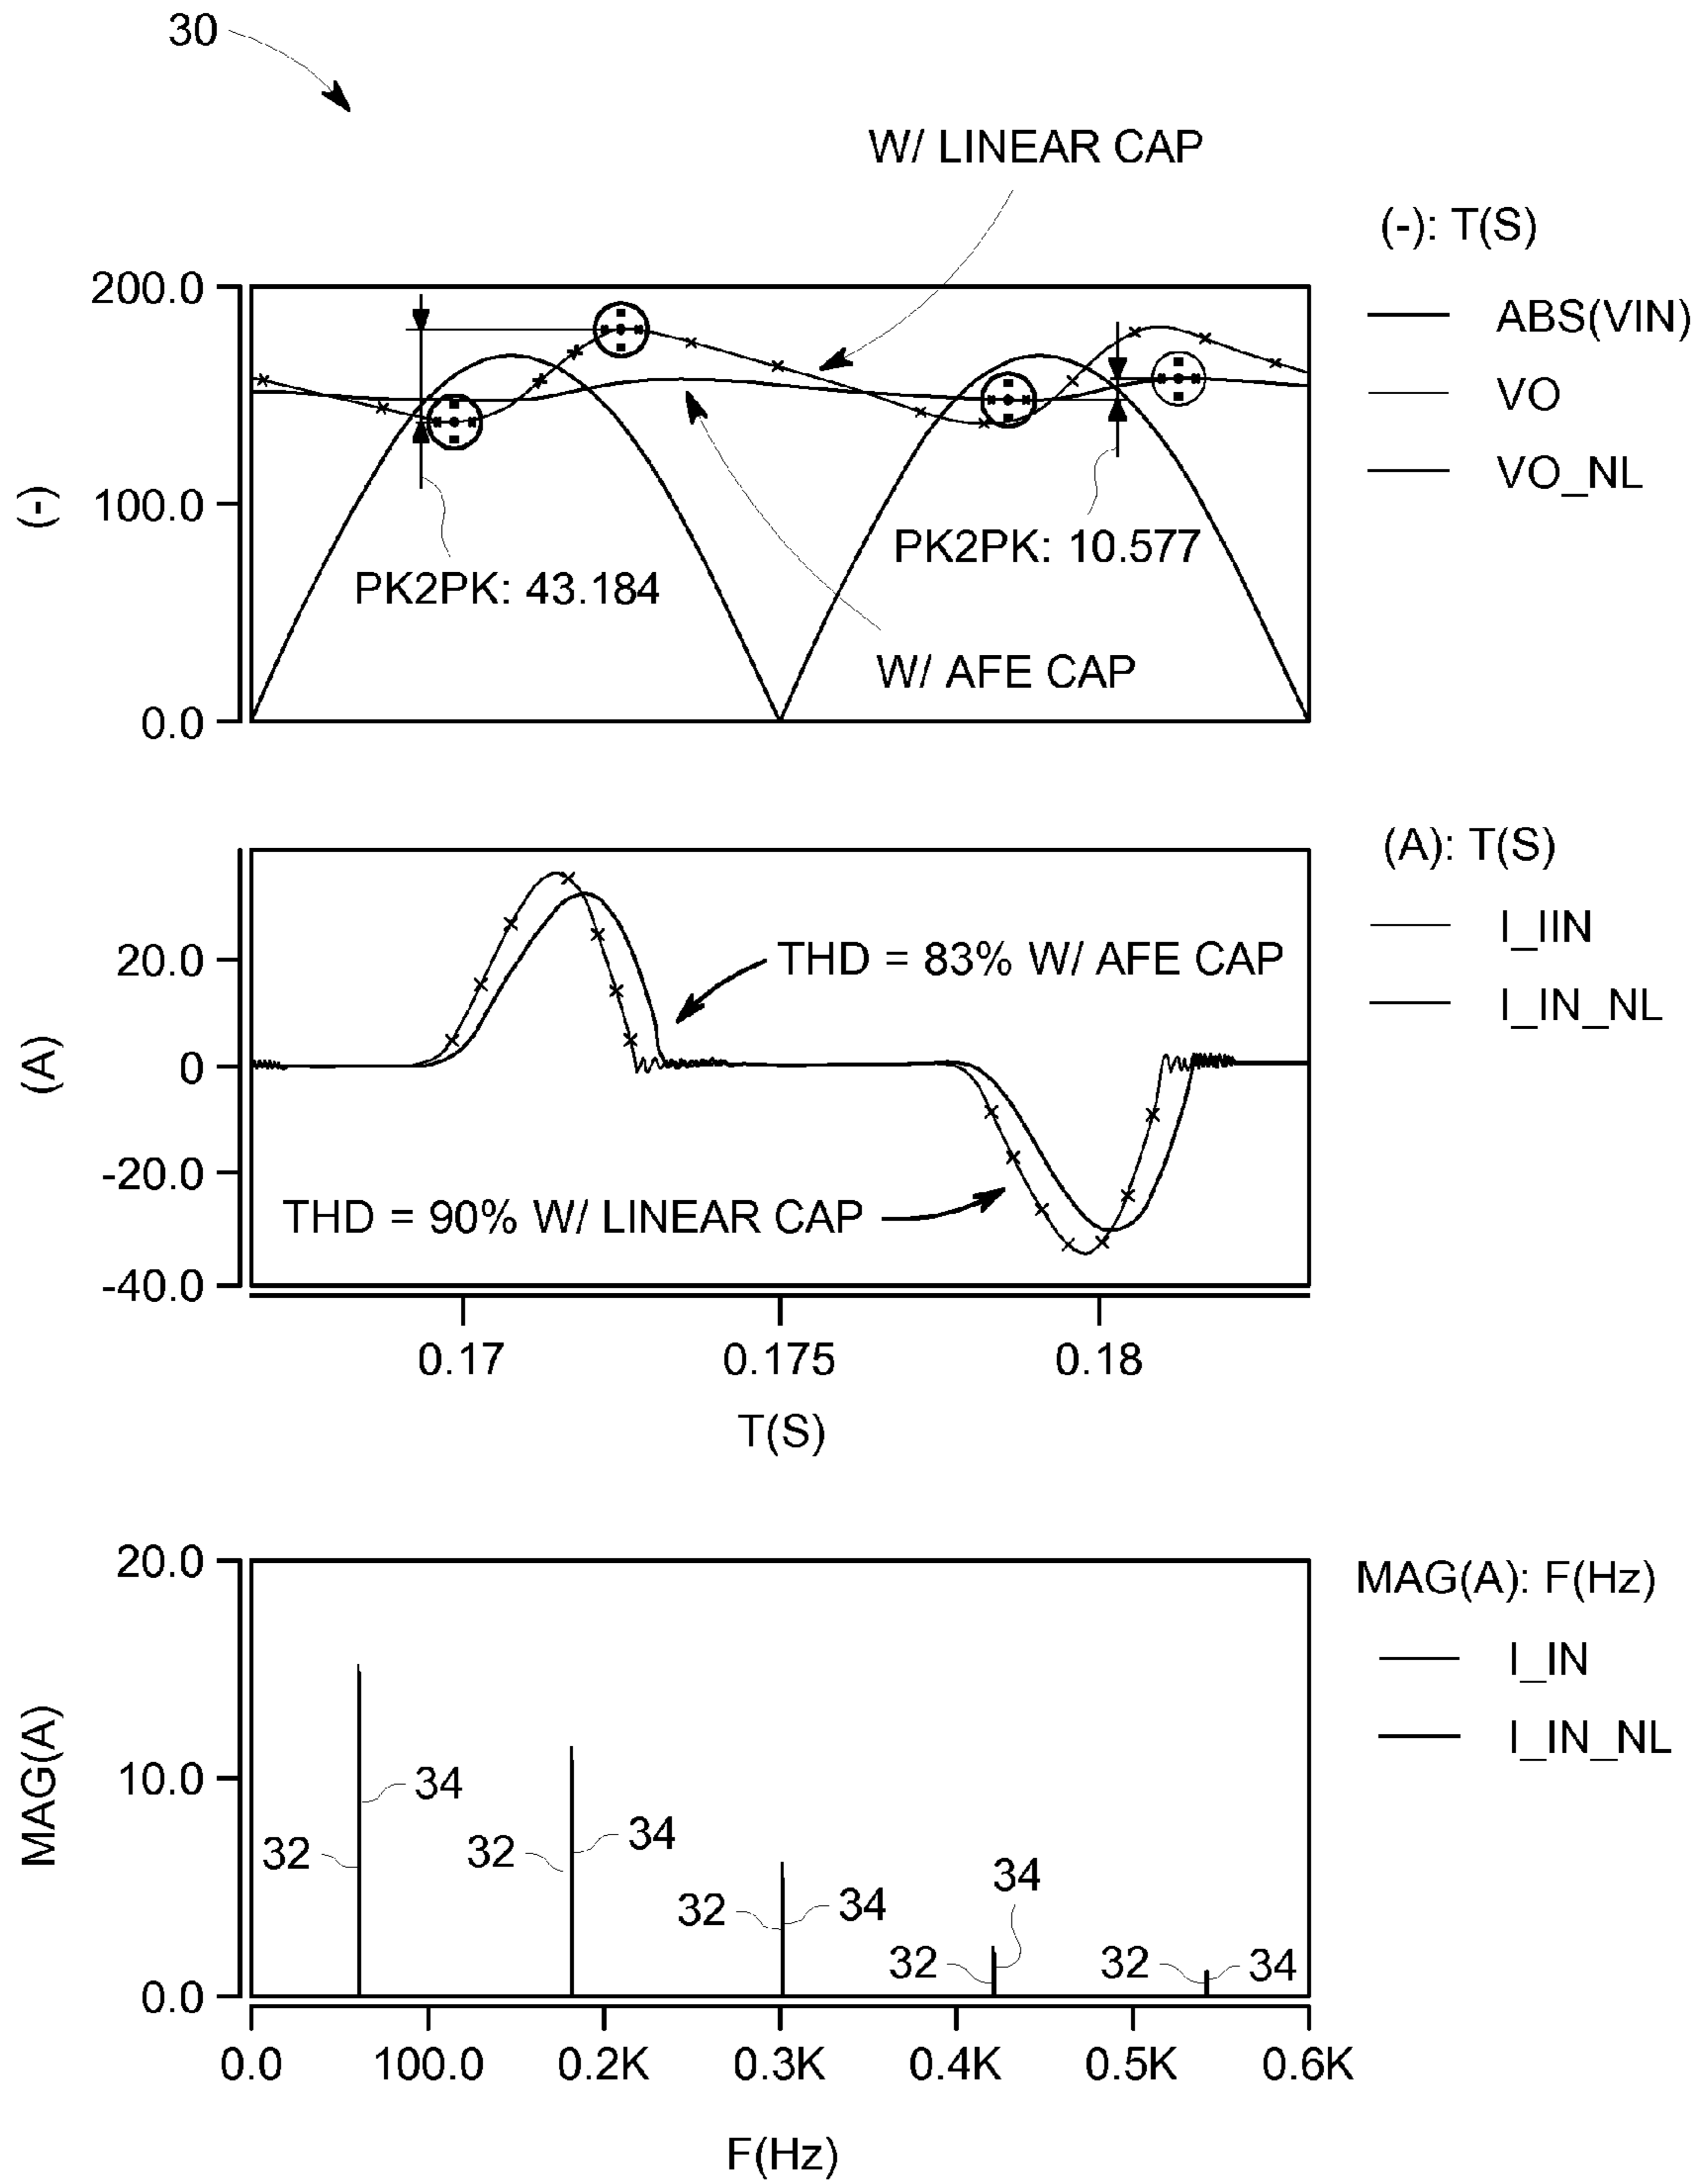 30
W/ LINEAR CAP
(-): T(S)
ABS(VIN)
VO
VO_NL
200.0
100.0
0.0
(-)
PK2PK: 43.184
PK2PK: 10.577
W/ AFE CAP
(A): T(S)
I_IIN
I_IN_NL
20.0
0
-20.0
-40.0
(A)
THD = 83% W/ AFE CAP
THD = 90% W/ LINEAR CAP
0.17 0.175 0.18
T(S)
MAG(A): F(Hz)
I_IN
I_IN_NL
20.0
10.0
0.0
MAG(A)
32 34
32 34
32 34
32 34
32 34
0.0 100.0 0.2K 0.3K 0.4K 0.5K 0.6K
F(Hz)